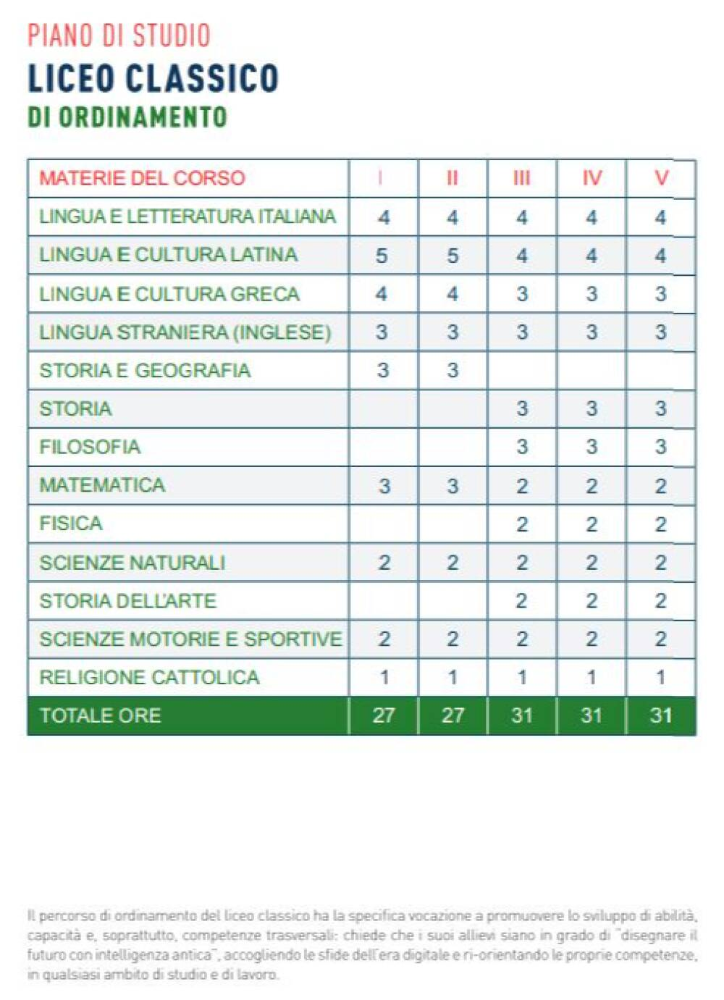 PIANO DI STUDIO
LICEO CLASSICO
DI ORDINAMENTO
MATERIE DEL CORSO I II III IV V
LINGUA E LETTERATURA ITALIANA 4 4 4 4 4
LINGUA E CULTURA LATINA 5 5 4 4 4
LINGUA E CULTURA GRECA 4 4 3 3 3
LINGUA STRANIERA (INGLESE) 3 3 3 3 3
STORIA E GEOGRAFIA 3 3
STORIA 3 3 3
FILOSOFIA 3 3 3
MATEMATICA 3 3 2 2 2
FISICA 2 2 2
SCIENZE NATURALI 2 2 2 2 2
STORIA DELL'ARTE 2 2 2
SCIENZE MOTORIE E SPORTIVE 2 2 2 2 2
RELIGIONE CATTOLICA 1 1 1 1 1
TOTALE ORE 27 27 31 31 31
Il percorso di ordinamento del liceo classico ha la specifica vocazione a promuovere lo sviluppo di abilità,
capacità e, soprattutto, competenze trasversali: chiede che i suoi allievi siano in grado di "disegnare il
futuro con intelligenza antica", accogliendo le sfide dell'era digitale e ri-orientando le proprie competenze,
in qualsiasi ambito di studio e di lavoro.